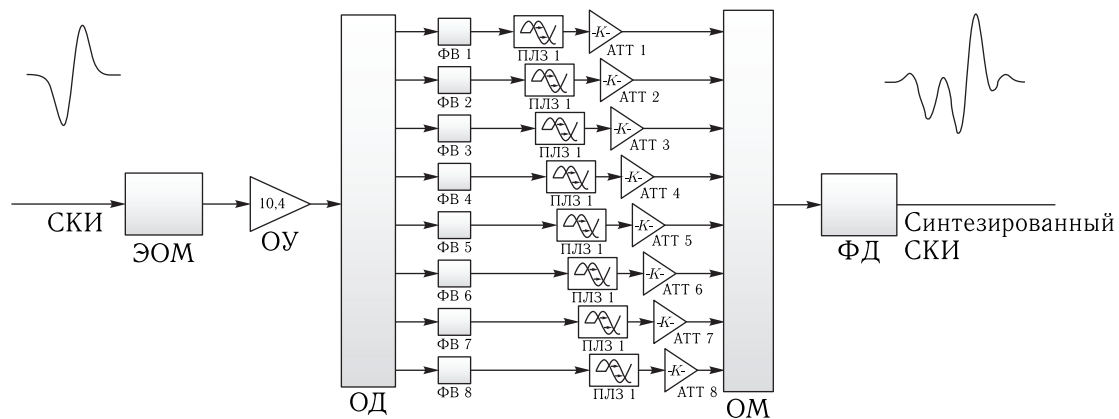 ФВ 1
ПЛЗ 1
-K-
АТТ 1
ФВ 2
ПЛЗ 1
-K-
АТТ 2
ФВ 3
ПЛЗ 1
-K-
АТТ 3
ФВ 4
ПЛЗ 1
-K-
АТТ 4
СКИ
ЭОМ
10,4
ОУ
ФВ 5
ПЛЗ 1
-K-
АТТ 5
ФД
Синтезированный
СКИ
ФВ 6
ПЛЗ 1
-K-
АТТ 6
ФВ 7
ПЛЗ 1
-K-
АТТ 7
ФВ 8
ПЛЗ 1
-K-
АТТ 8
ОД
ОМ